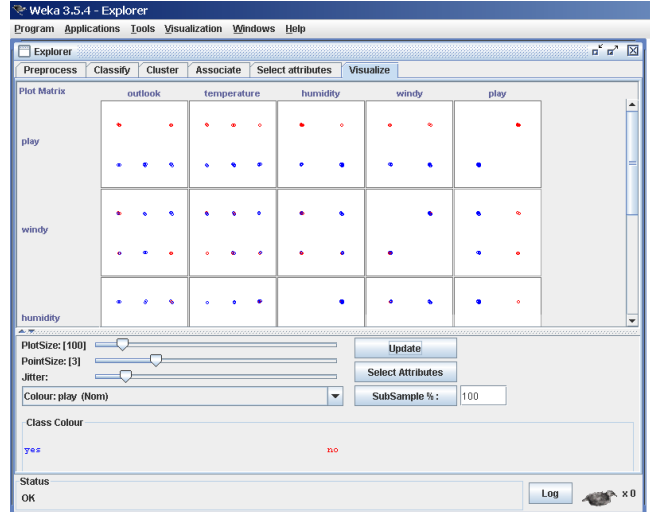 Weka 3.5.4 - Explorer
Program Applications Tools Visualization Windows Help
Explorer
Preprocess Classify Cluster Associate Select attributes Visualize
Plot Matrix outlook temperature humidity windy play
play
windy
humidity
PlotSize: [100]
Update
PointSize: [3]
Select Attributes
Jitter:
Colour: play (Nom)
SubSample % : 100
Class Colour
yes no
Status
OK
Log x 0